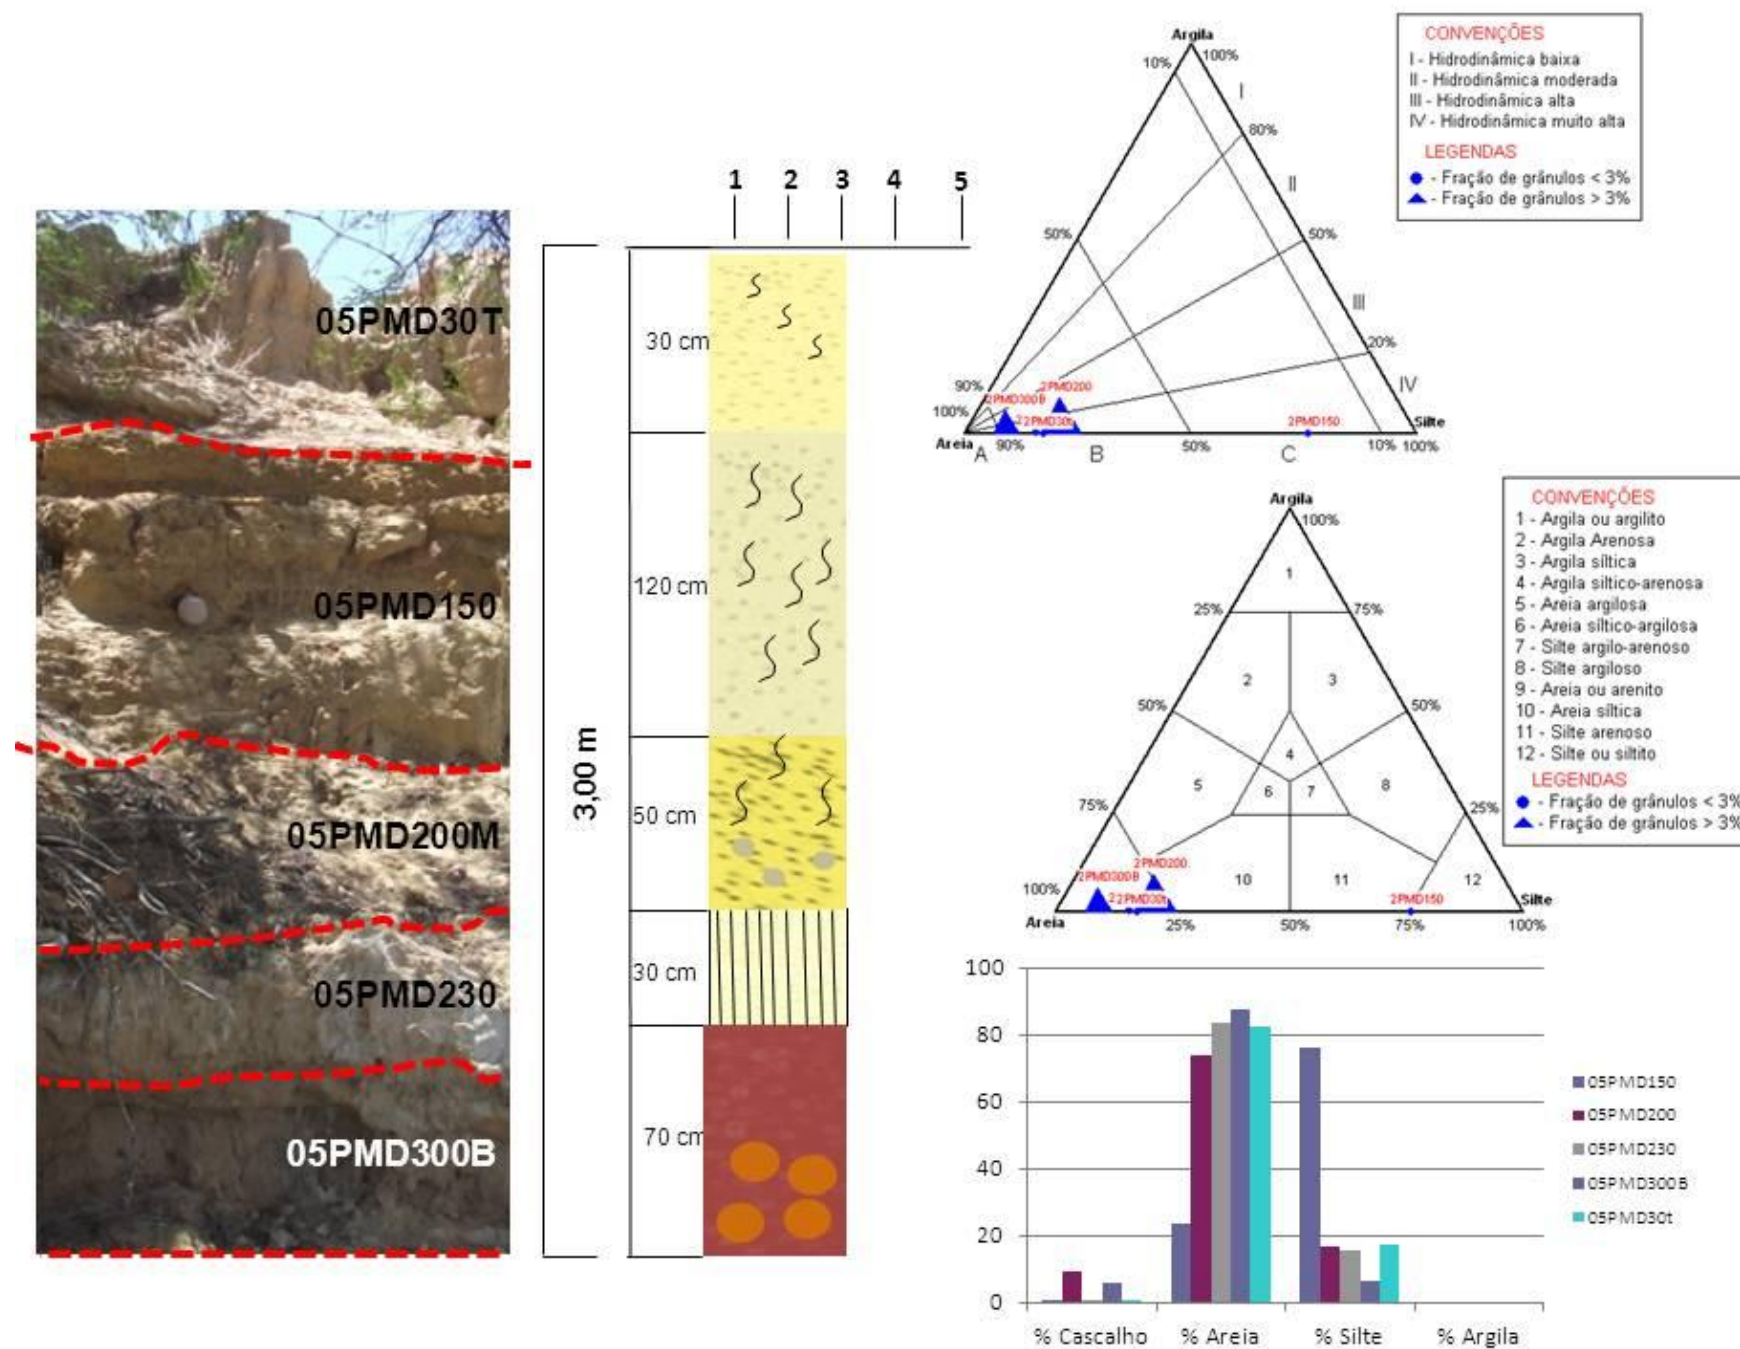 05PMD30T
05PMD150
05PMD200M
05PMD230
05PMD300B
3,00 m
1 2 3 4 5
30 cm
120 cm
50 cm
30 cm
70 cm
Argila
100%
10%
I
80%
II
50%
50%
III
20%
90%
IV
2PMD200
2PMD300B
100%
2PMD30t
2PMD150
Silte
Areia
90%
50%
10%
100%
A
B
C
CONVENÇÕES
I - Hidrodinâmica baixa
II - Hidrodinâmica moderada
III - Hidrodinâmica alta
IV - Hidrodinâmica muito alta
LEGENDAS
- Fração de grânulos < 3%
- Fração de grânulos > 3%
Argila
100%
1
25%
75%
2
3
50%
50%
4
5
6
7
8
75%
25%
2PMD200
2PMD300B
10
11
12
100%
2PMD30t
2PMD150
Silte
Areia
25%
50%
75%
100%
CONVENÇÕES
1 - Argila ou argilito
2 - Argila Arenosa
3 - Argila síltica
4 - Argila síltico-arenosa
5 - Areia argilosa
6 - Areia síltico-argilosa
7 - Silte argilo-arenoso
8 - Silte argiloso
9 - Areia ou arenito
10 - Areia síltica
11 - Silte arenoso
12 - Silte ou siltito
LEGENDAS
- Fração de grânulos < 3%
- Fração de grânulos > 3%
100
80
60
40
20
0
% Cascalho
% Areia
% Silte
% Argila
05PMD150
05PMD200
05PMD230
05PMD300B
05PMD30t